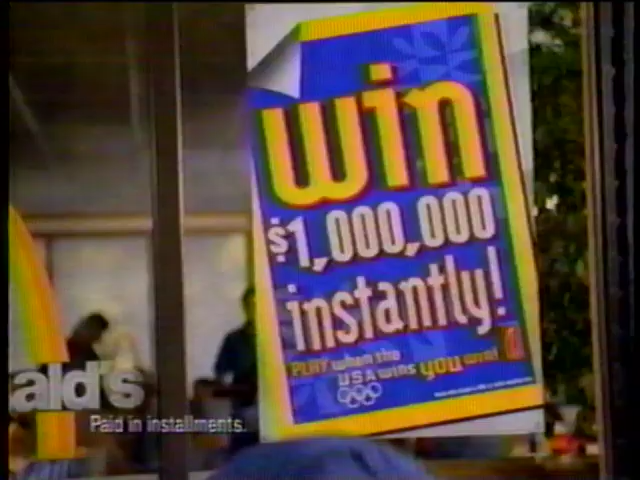 win
$1,000,000
instantly!
PLAY when the
USA wins YOU win!
ald's
Paid in installments.